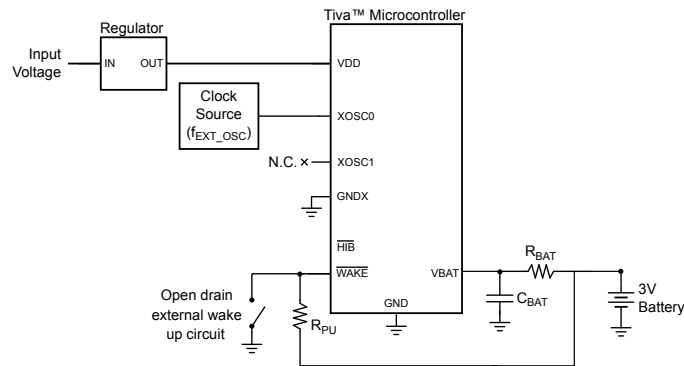 Tiva™ Microcontroller
Regulator
Input
Voltage
IN
OUT
VDD
Clock
Source
(fEXT_OSC)
XOSC0
N.C.
XOSC1
GNDX
HIB
WAKE
VBAT
RBAT
Open drain
external wake
up circuit
RPU
GND
CBAT
3V
Battery